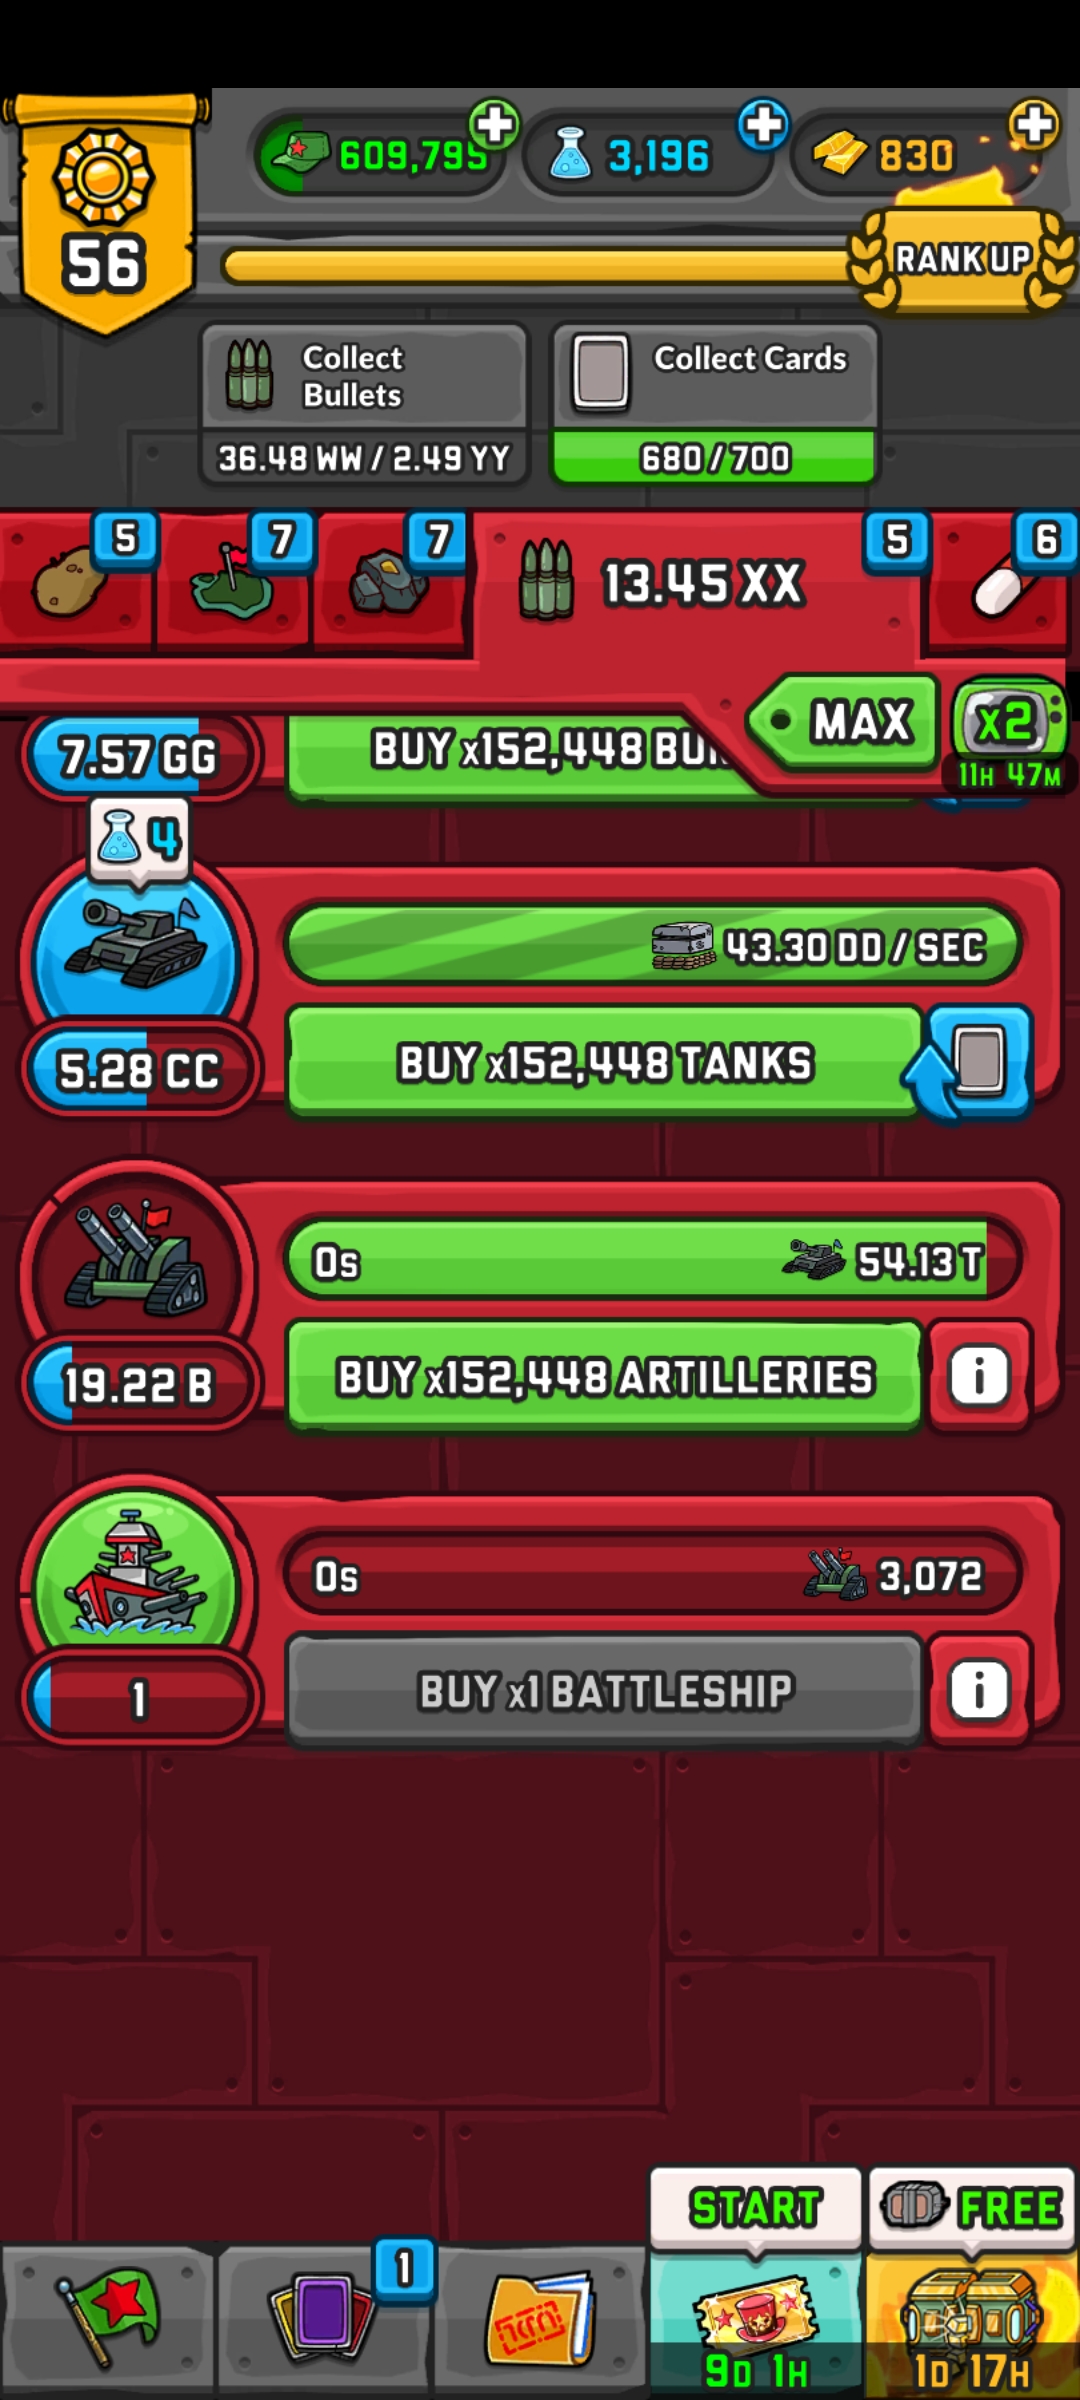 609,795
3,196
830
56
RANK UP
Collect
Bullets
Collect Cards
36.48 WW / 2.49 YY
680 / 700
5
7
7
13.45 XX
5
6
MAX
x2
11H 47M
7.57 GG
BUY x152,448
4
43.30 DD / SEC
5.28 CC
BUY x152,448 TANKS
0s
54.13 T
19.22 B
BUY x152,448 ARTILLERIES
i
0s
3,072
1
BUY x1 BATTLESHIP
i
START
FREE
1
9D 1H
1D 17H